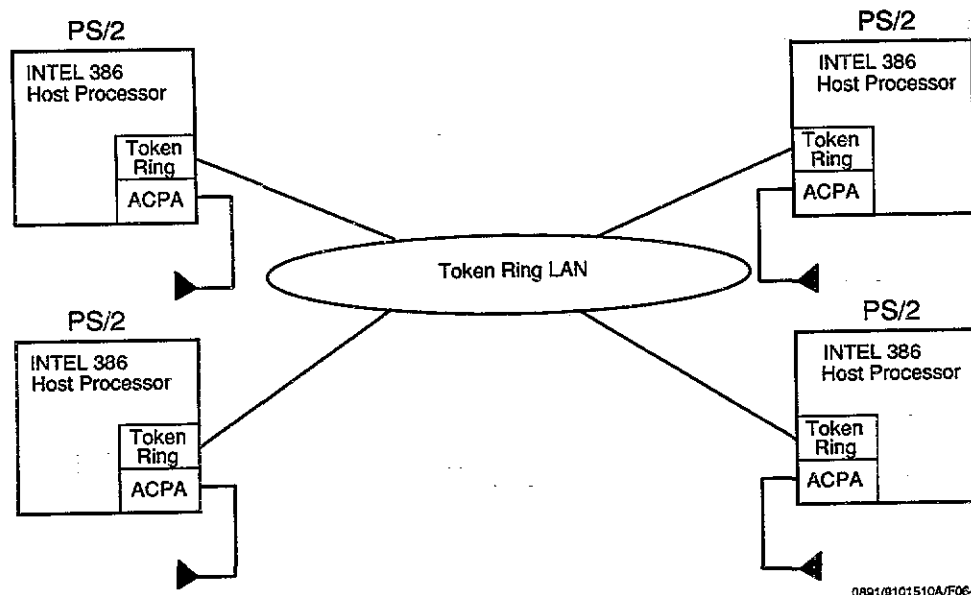 PS/2
INTEL 386
Host Processor
Token
Ring
ACPA
PS/2
INTEL 386
Host Processor
Token
Ring
ACPA
Token Ring LAN
PS/2
INTEL 386
Host Processor
Token
Ring
ACPA
PS/2
INTEL 386
Host Processor
Token
Ring
ACPA